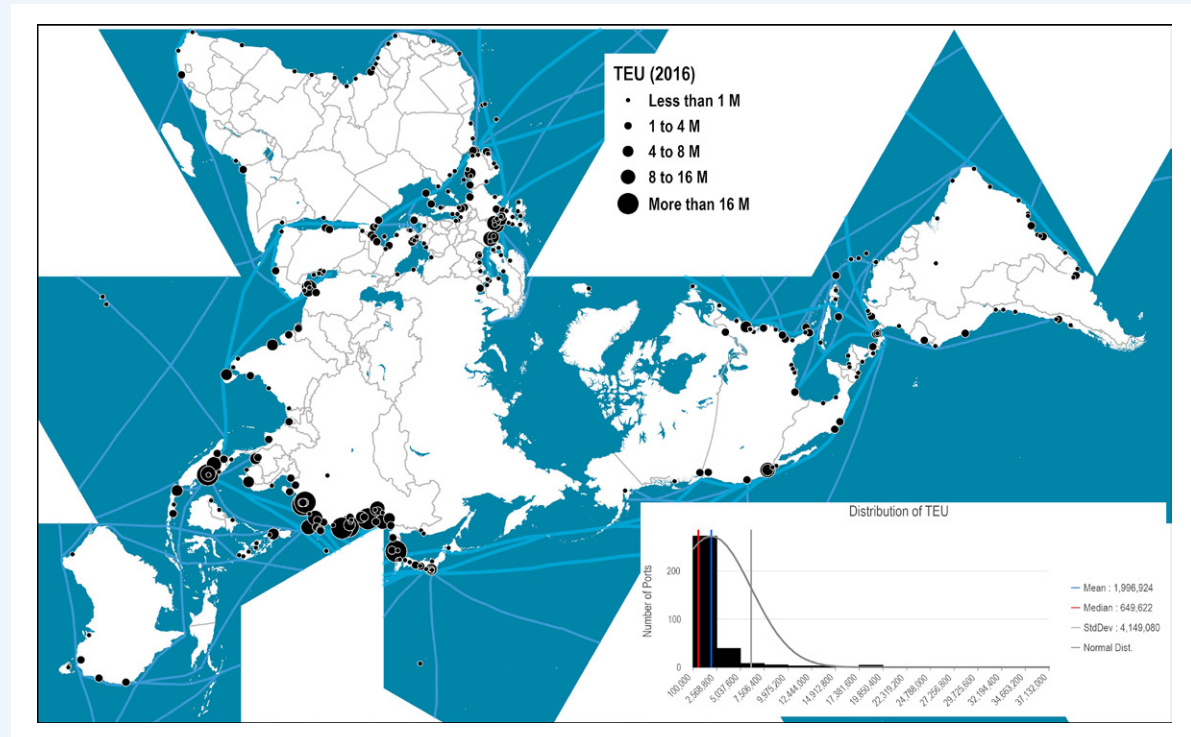 TEU (2016)
Less than 1 M
1 to 4 M
4 to 8 M
8 to 16 M
More than 16 M
Distribution of TEU
Number of Ports
200
100
0
100,000
2,568,800
5,037,600
7,506,400
9,975,200
12,444,000
14,912,800
17,381,600
19,850,400
22,319,200
24,788,000
27,256,800
29,725,600
32,194,400
34,663,200
37,132,000
Mean : 1,996,924
Median : 649,622
StdDev : 4,149,080
Normal Dist.